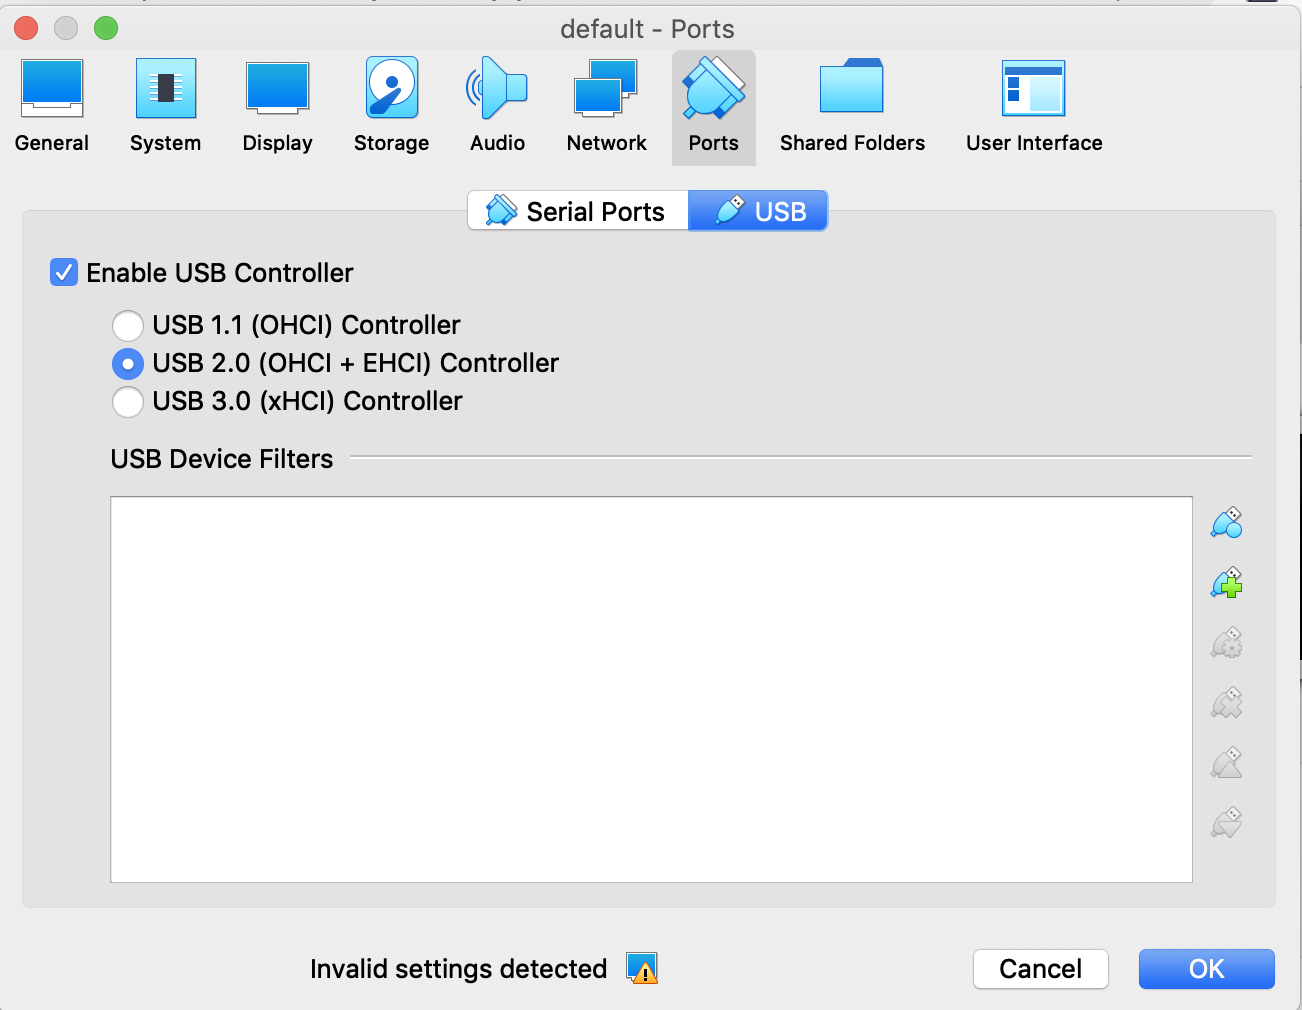 default - Ports
General System Display Storage Audio Network Ports Shared Folders User Interface
Serial Ports USB
Enable USB Controller
USB 1.1 (OHCI) Controller
USB 2.0 (OHCI + EHCI) Controller
USB 3.0 (xHCI) Controller
USB Device Filters
Invalid settings detected Cancel OK